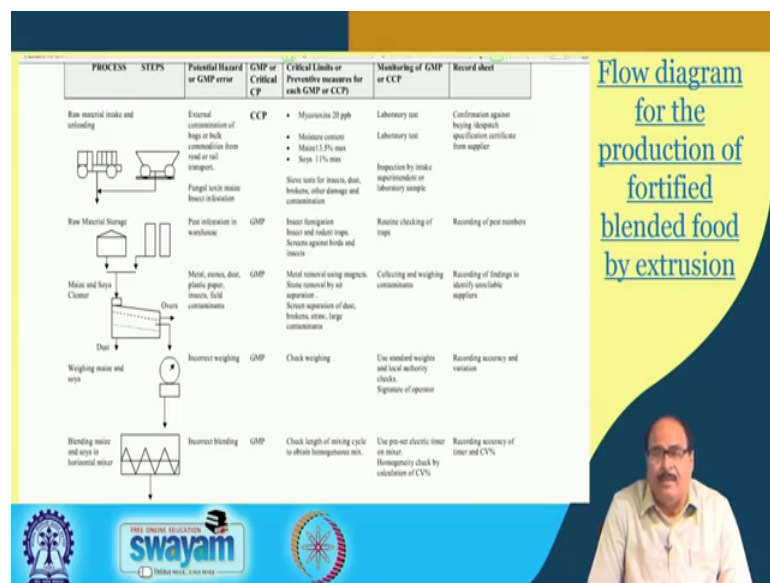 PROCESS STEPS
Potential Hazard
or GMP error
GMP or
Critical
CP
Critical Limits or
Preventive measures for
each GMP or CCP)
Monitoring of GMP
or CCP
Record sheet
Raw material intake and
unloading
External
contamination of
bags or bulk
commodities from
road or rail
transport.
Fungal toxin maize
Insect infestation
CCP
• Mycotoxins 20 ppb
• Moisture content
• Maize13.5% max
• Soya 11% max
Sieve tests for insects, dust,
brokens, other damage and
contamination
Laboratory test
Laboratory test
Inspection by intake
superintendent or
laboratory sample
Confirmation against
buying /despatch
specification certificate
from supplier
Raw Material Storage
Pest infestation in
warehouse
GMP
Insect fumigation
Insect and rodent traps.
Screens against birds and
insects
Routine checking of
traps
Recording of pest numbers
Maize and Soya
Cleaner
Overs
Dust
Metal, stones, dust,
plastic paper,
insects, field
contaminants
GMP
Metal removal using magnets.
Stone removal by air
separation .
Screen separation of dust,
brokens, straw, large
contaminants
Collecting and weighing
contaminants
Recording of findings to
identify unreliable
suppliers
Weighing maize and
soya
Incorrect weighing
GMP
Check weighing
Use standard weights
and local authority
checks.
Signature of operator
Recording accuracy and
variation
Blending maize
and soya in
horizontal mixer
Incorrect blending
GMP
Check length of mixing cycle
to obtain homogeneous mix.
Use pre-set electric timer
on mixer.
Homogeneity check by
calculation of CV%
Recording accuracy of
timer and CV%
Flow diagram
for the
production of
fortified
blended food
by extrusion
FREE ONLINE EDUCATION
swayam